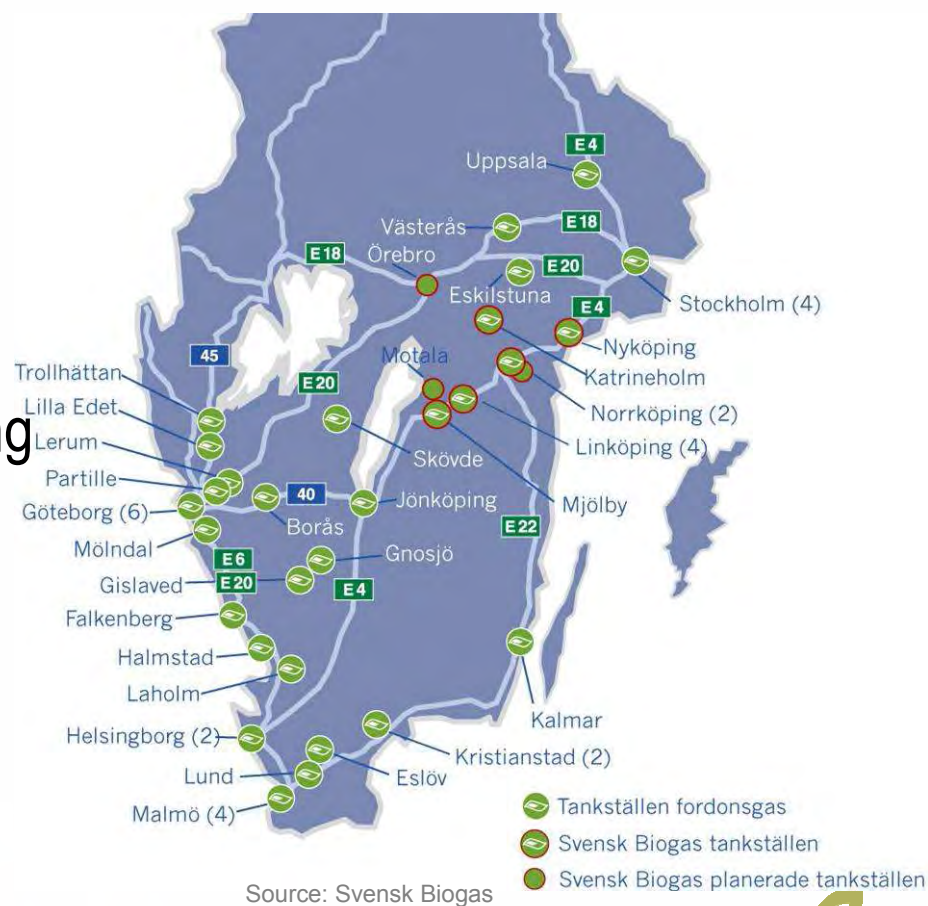 E4
Uppsala
Västerås
E18
E18
Örebro
E20
Eskilstuna
Stockholm (4)
E4
Nyköping
45
Motala
Katrineholm
Trollhättan
E20
Norrköping (2)
Lilla Edet
Linköping (4)
Lerum
Skövde
Partille
40
Jönköping
Mjölby
Göteborg (6)
Borås
E22
Mölndal
E6
Gnosjö
Gislaved
E20
E4
Falkenberg
Halmstad
Laholm
Kalmar
Helsingborg (2)
Kristianstad (2)
Lund
Eslöv
Malmö (4)
Tankställen fordonsgas
Svensk Biogas tankställen
Svensk Biogas planerade tankställen
Source: Svensk Biogas